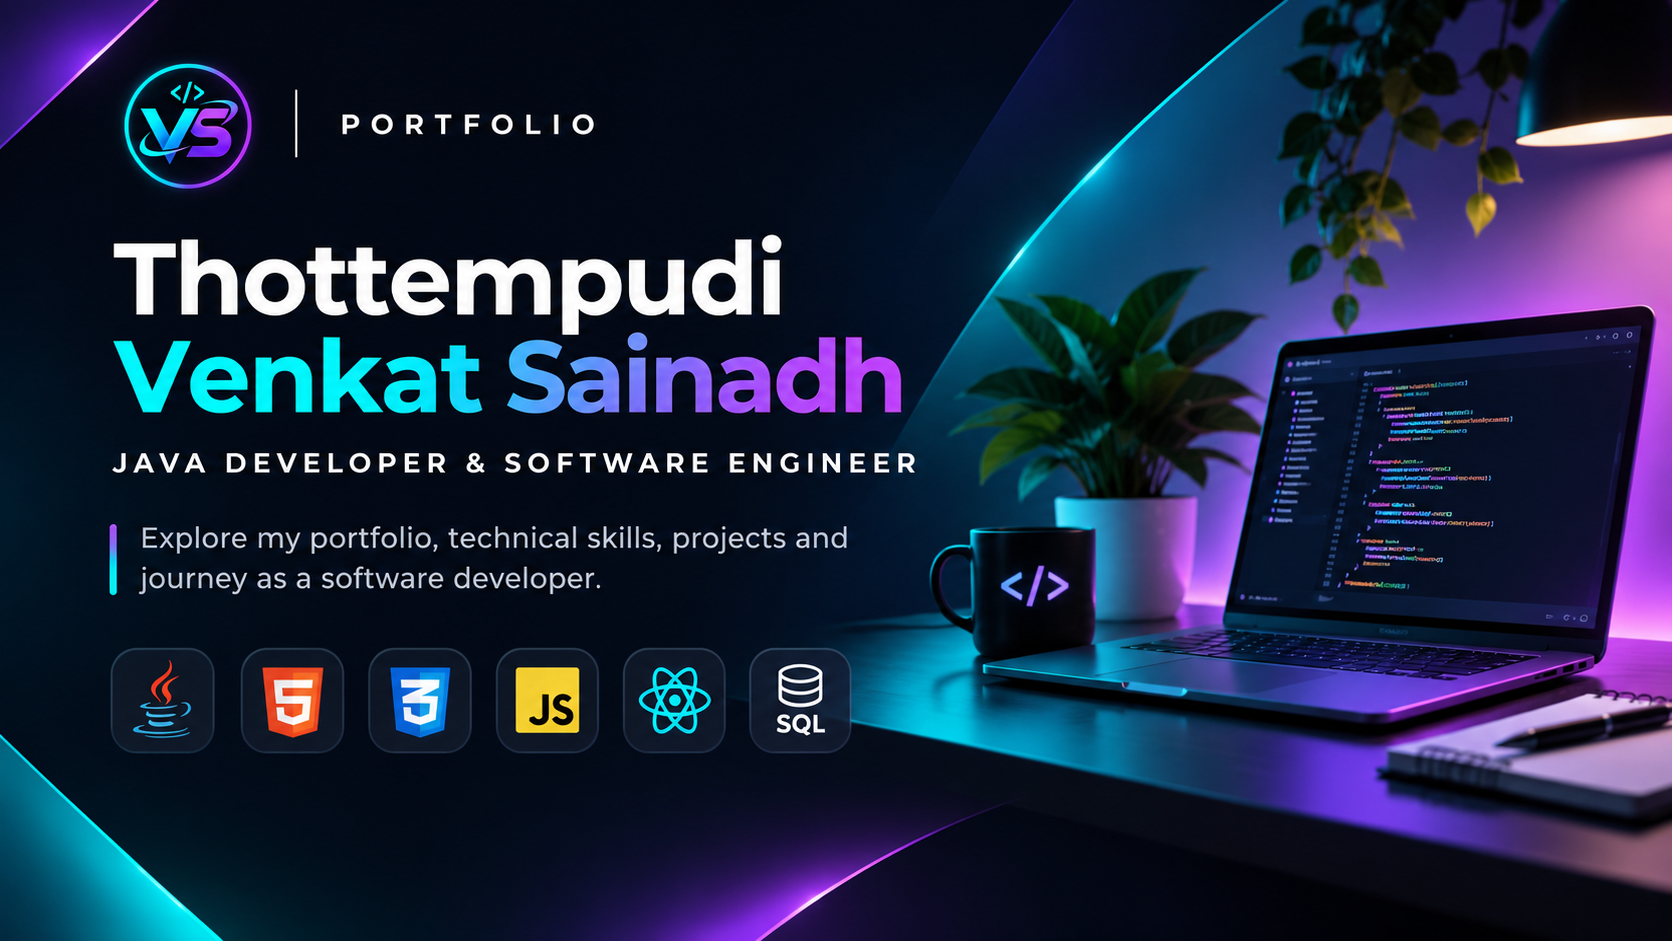 </>
VS
PORTFOLIO
Thottempudi
Venkat Sainadh
JAVA DEVELOPER & SOFTWARE ENGINEER
Explore my portfolio, technical skills, projects and
journey as a software developer.
</>
5
3
JS
SQL